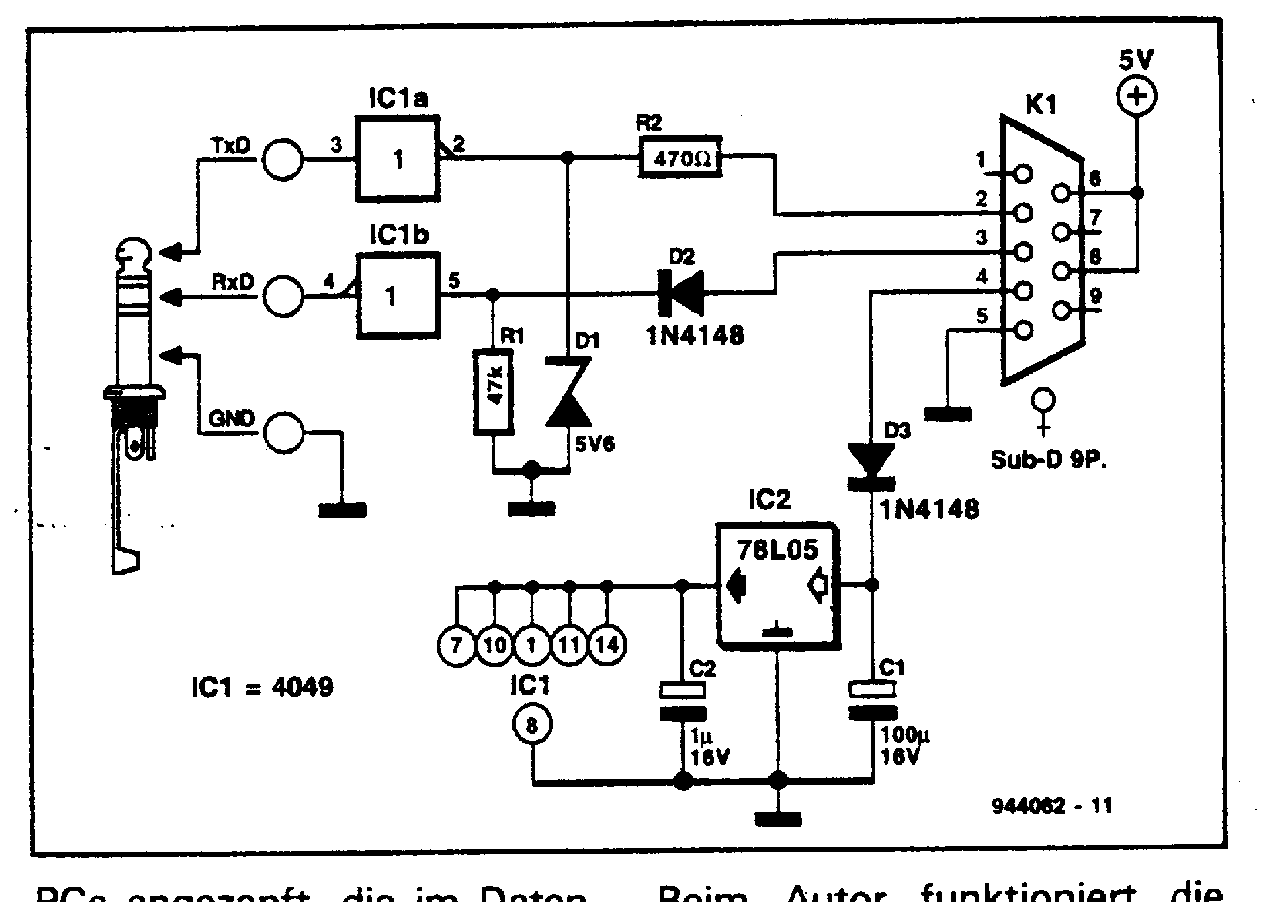 5V
IC1a
K1
TxD
3
1
2
R2
470Ω
1
6
2
7
3
8
4
9
5
IC1b
RxD
4
1
5
D2
1N4148
R1
47k
D1
5V6
GND
Sub-D 9P.
D3
1N4148
IC2
78L05
7
10
1
11
14
IC1
8
IC1 = 4049
C2
1µ
16V
C1
100µ
16V
944062 - 11
PCs angezapft, die im Daten
Beim Autor funktioniert die